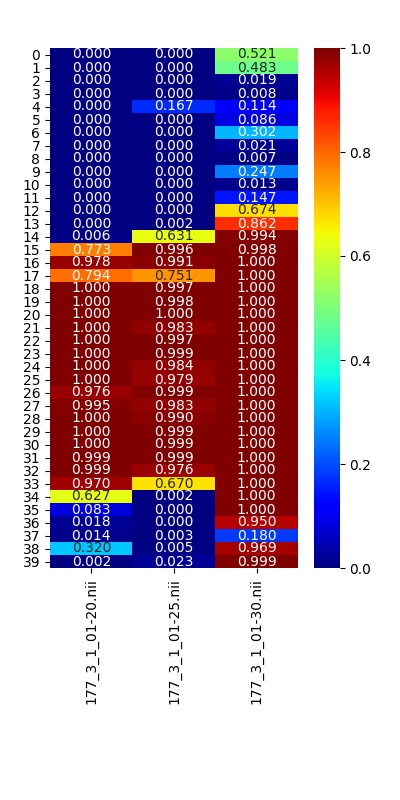 0 0.000 0.000 0.521
1 0.000 0.000 0.483
2 0.000 0.000 0.019
3 0.000 0.000 0.008
4 0.000 0.167 0.114
5 0.000 0.000 0.086
6 0.000 0.000 0.302
7 0.000 0.000 0.021
8 0.000 0.000 0.007
9 0.000 0.000 0.247
10 0.000 0.000 0.013
11 0.000 0.000 0.147
12 0.000 0.000 0.674
13 0.000 0.002 0.862
14 0.006 0.631 0.994
15 0.773 0.996 0.998
16 0.978 0.991 1.000
17 0.794 0.751 1.000
18 1.000 0.997 1.000
19 1.000 0.998 1.000
20 1.000 1.000 1.000
21 1.000 0.983 1.000
22 1.000 0.997 1.000
23 1.000 0.999 1.000
24 1.000 0.984 1.000
25 1.000 0.979 1.000
26 0.976 0.999 1.000
27 0.995 0.983 1.000
28 1.000 0.990 1.000
29 1.000 0.999 1.000
30 1.000 0.999 1.000
31 0.999 0.999 1.000
32 0.999 0.976 1.000
33 0.970 0.670 1.000
34 0.627 0.002 1.000
35 0.083 0.000 1.000
36 0.018 0.000 0.950
37 0.014 0.003 0.180
38 0.320 0.005 0.969
39 0.002 0.023 0.999
177_3_1_01-20.nii
177_3_1_01-25.nii
177_3_1_01-30.nii
1.0
0.8
0.6
0.4
0.2
0.0